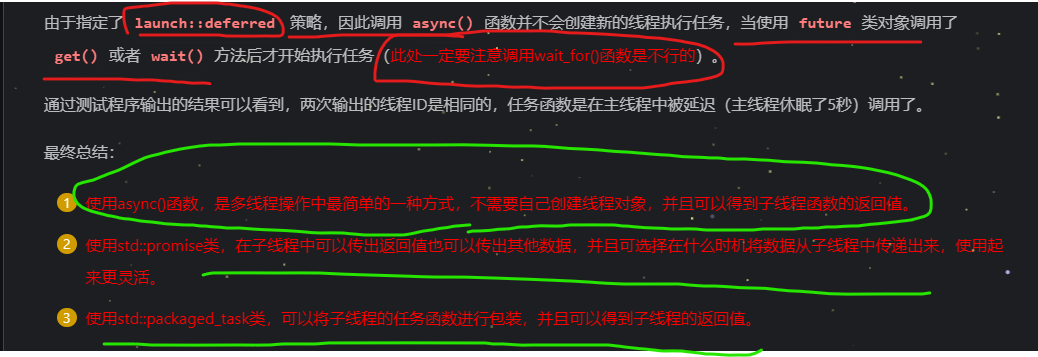 由于指定了 launch::deferred 策略，因此调用 async() 函数并不会创建新的线程执行任务，当使用 future 类对象调用了
get() 或者 wait() 方法后才开始执行任务（此处一定要注意调用wait_for()函数是不行的）。
通过测试程序输出的结果可以看到，两次输出的线程ID是相同的，任务函数是在主线程中被延迟（主线程休眠了5秒）调用了。
最终总结：
1 使用async()函数，是多线程操作中最简单的一种方式，不需要自己创建线程对象，并且可以得到子线程函数的返回值。
2 使用std::promise类，在子线程中可以传出返回值也可以传出其他数据，并且可选择在什么时机将数据从子线程中传递出来，使用起
来更灵活。
3 使用std::packaged_task类，可以将子线程的任务函数进行包装，并且可以得到子线程的返回值。